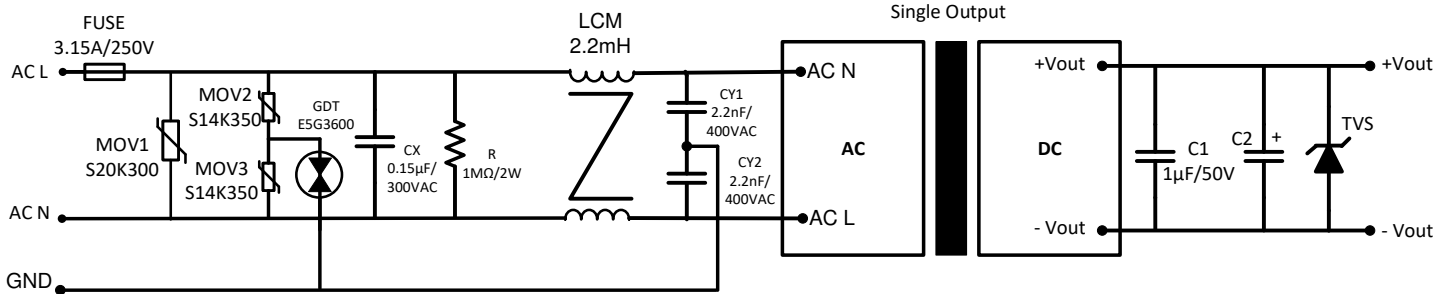 Single Output
FUSE
3.15A/250V
LCM
2.2mH
AC L
MOV1
S20K300
MOV2
S14K350
MOV3
S14K350
GDT
E5G3600
CX
0.15µF/
300VAC
R
1MΩ/2W
CY1
2.2nF/
400VAC
CY2
2.2nF/
400VAC
AC N
AC N
AC
AC L
+Vout
DC
- Vout
C1
1µF/50V
C2
+
TVS
+Vout
- Vout
GND